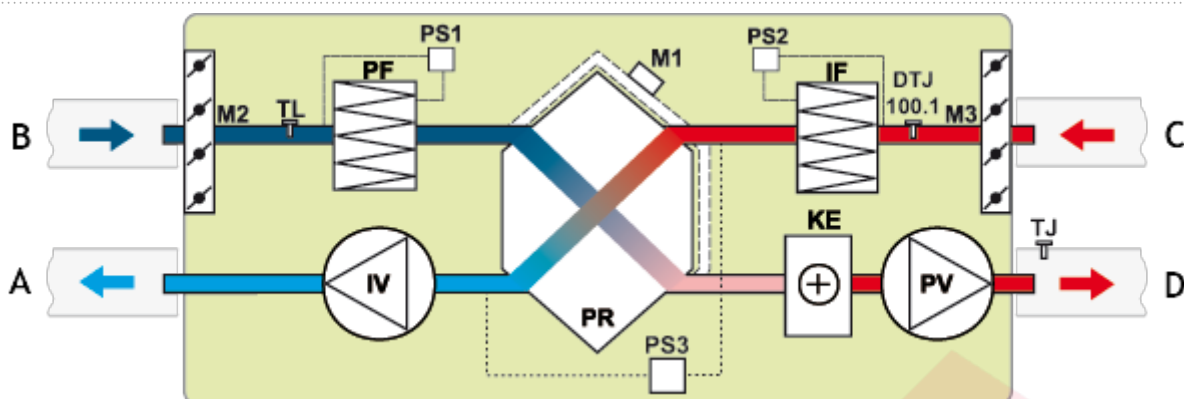 PS1
PS2
M1
PF
IF
DTJ
100.1
M2
TL
M3
B
C
KE
TJ
A
IV
PR
PV
D
PS3